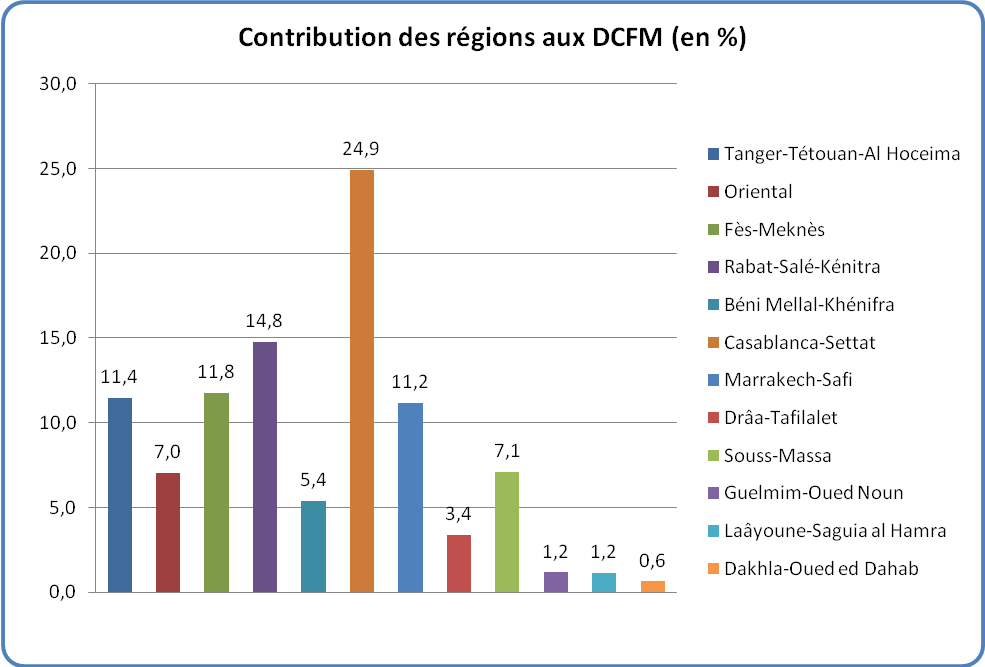 Contribution des régions aux DCFM (en %)
30,0
25,0
20,0
15,0
10,0
5,0
0,0
11,4
7,0
11,8
14,8
5,4
24,9
11,2
3,4
7,1
1,2
1,2
0,6
Tanger-Tétouan-Al Hoceima
Oriental
Fès-Meknès
Rabat-Salé-Kénitra
Béni Mellal-Khénifra
Casablanca-Settat
Marrakech-Safi
Drâa-Tafilalet
Souss-Massa
Guelmim-Oued Noun
Laâyoune-Saguia al Hamra
Dakhla-Oued ed Dahab